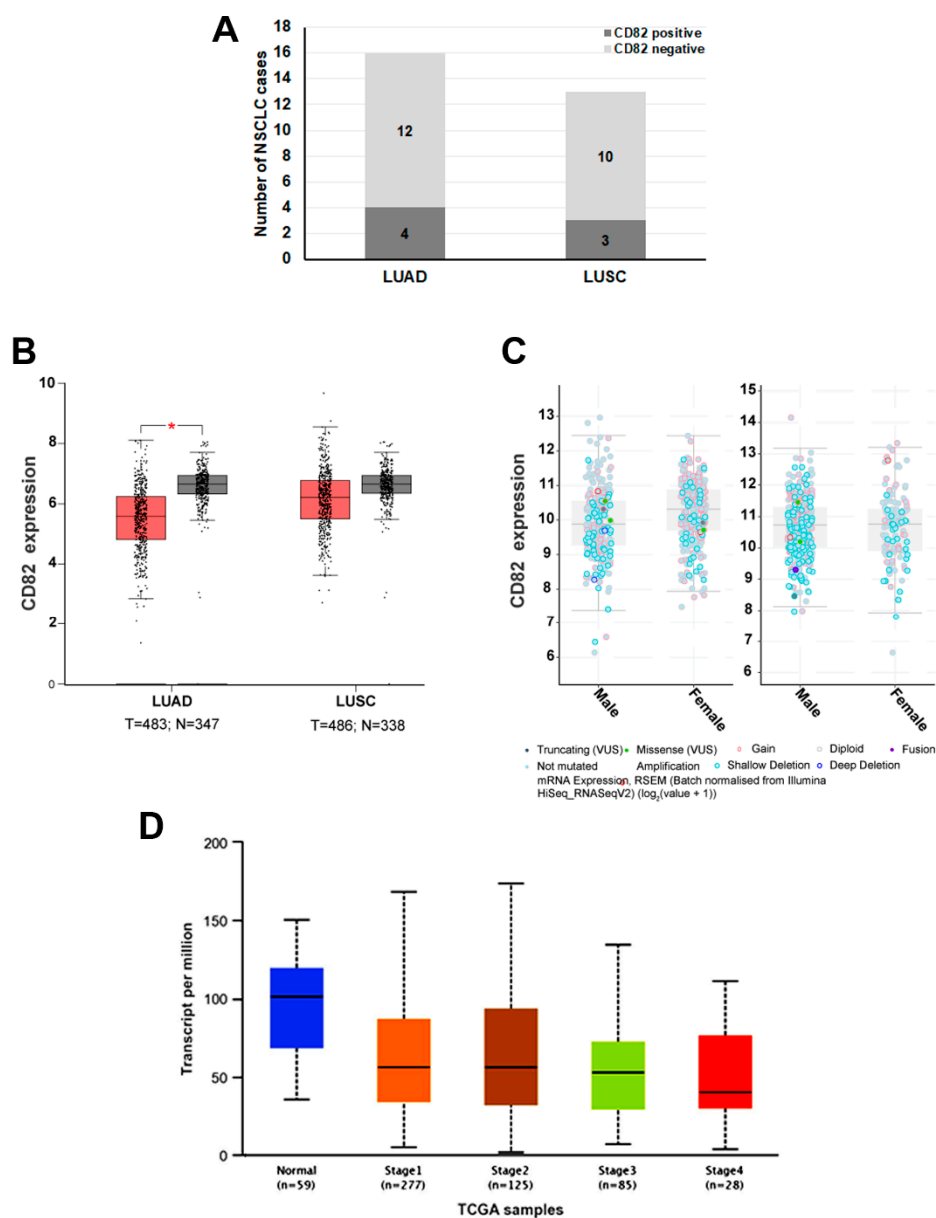 A
CD82 positive
CD82 negative
Number of NSCLC cases
18
16
14
12
10
8
6
4
2
0
12
10
4
3
LUAD LUSC
B
CD82 expression
10
8
6
4
2
0
*
LUAD LUSC
T=483; N=347 T=486; N=338
C
CD82 expression
13
12
11
10
9
8
7
6
15
14
13
12
11
10
9
8
7
6
Male Female Male Female
Truncating (VUS) Missense (VUS) Gain Diploid Fusion
Not mutated Amplification Shallow Deletion Deep Deletion
mRNA Expression, RSEM (Batch normalised from Illumina
HiSeq_RNASeqV2) (log2(value + 1))
D
Transcript per million
200
150
100
50
0
Normal Stage1 Stage2 Stage3 Stage4
(n=59) (n=277) (n=125) (n=85) (n=28)
TCGA samples